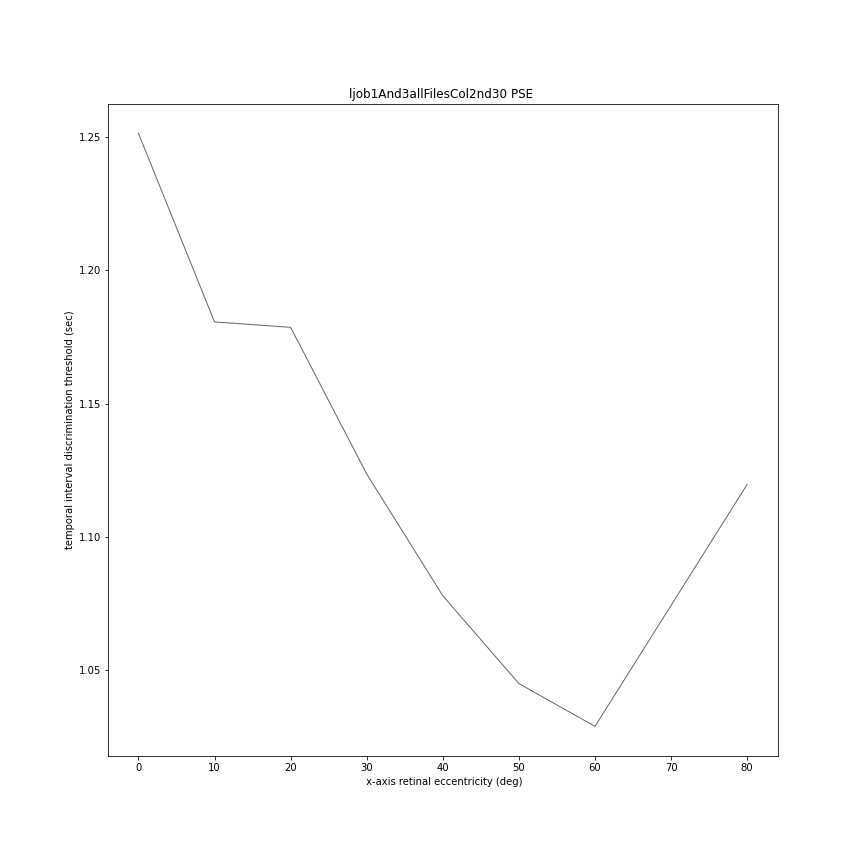 ljob1And3allFilesCol2nd30 PSE
temporal interval discrimination threshold (sec)
1.25
1.20
1.15
1.10
1.05
0 10 20 30 40 50 60 70 80
x-axis retinal eccentricity (deg)